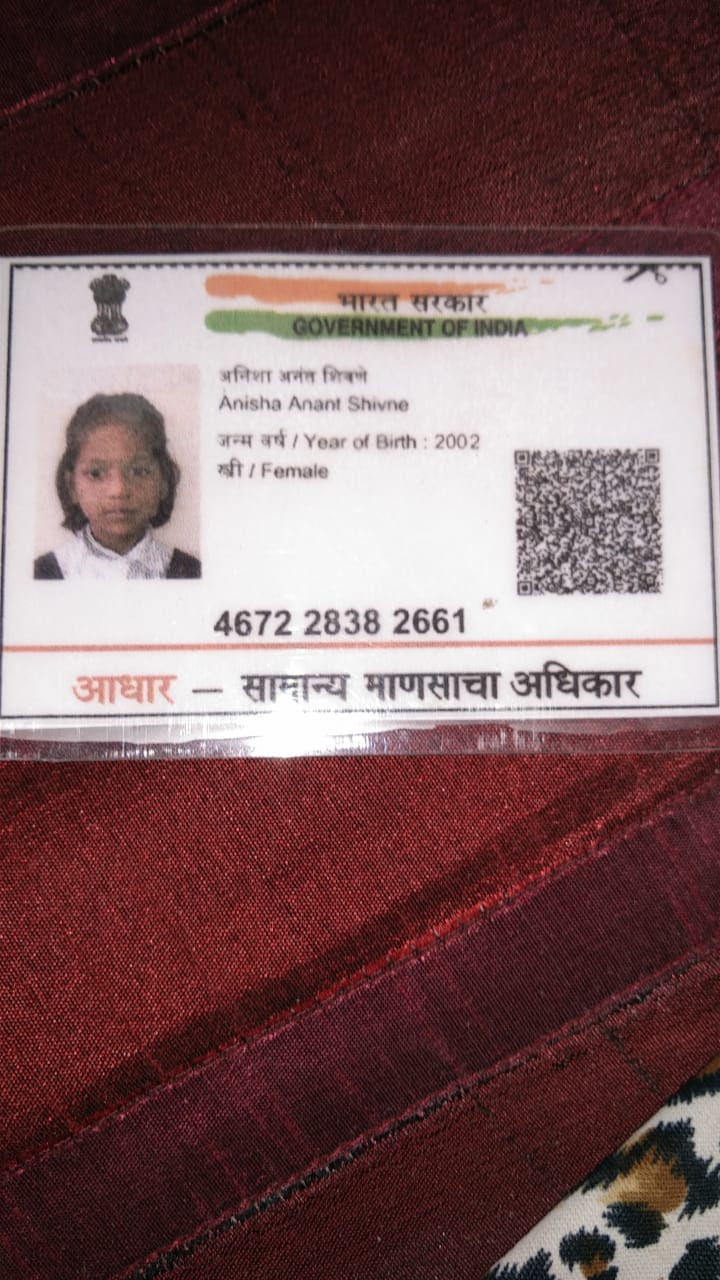 भारत सरकार
GOVERNMENT OF INDIA
अनिशा अनंत शिवणे
Anisha Anant Shivne
जन्म वर्ष / Year of Birth : 2002
स्त्री / Female
4672 2838 2661
आधार — सामान्य माणसाचा अधिकार